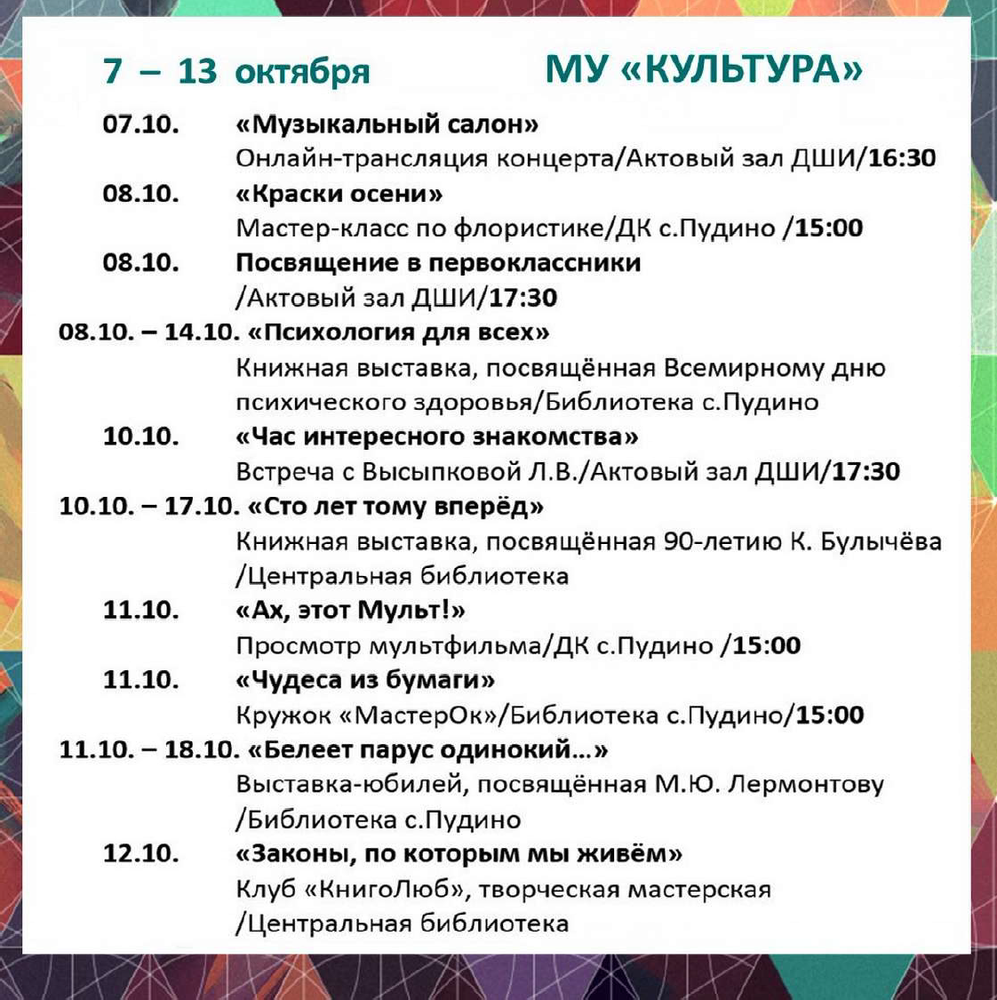 7 – 13 октября МУ «КУЛЬТУРА»
07.10. «Музыкальный салон»
Онлайн-трансляция концерта/Актовый зал ДШИ/16:30
08.10. «Краски осени»
Мастер-класс по флористике/ДК с.Пудино /15:00
08.10. Посвящение в первоклассники
/Актовый зал ДШИ/17:30
08.10. – 14.10. «Психология для всех»
Книжная выставка, посвящённая Всемирному дню
психического здоровья/Библиотека с.Пудино
10.10. «Час интересного знакомства»
Встреча с Высыпковой Л.В./Актовый зал ДШИ/17:30
10.10. – 17.10. «Сто лет тому вперёд»
Книжная выставка, посвящённая 90-летию К. Булычёва
/Центральная библиотека
11.10. «Ах, этот Мульт!»
Просмотр мультфильма/ДК с.Пудино /15:00
11.10. «Чудеса из бумаги»
Кружок «МастерОк»/Библиотека с.Пудино/15:00
11.10. – 18.10. «Белеет парус одинокий…»
Выставка-юбилей, посвящённая М.Ю. Лермонтову
/Библиотека с.Пудино
12.10. «Законы, по которым мы живём»
Клуб «КнигоЛюб», творческая мастерская
/Центральная библиотека